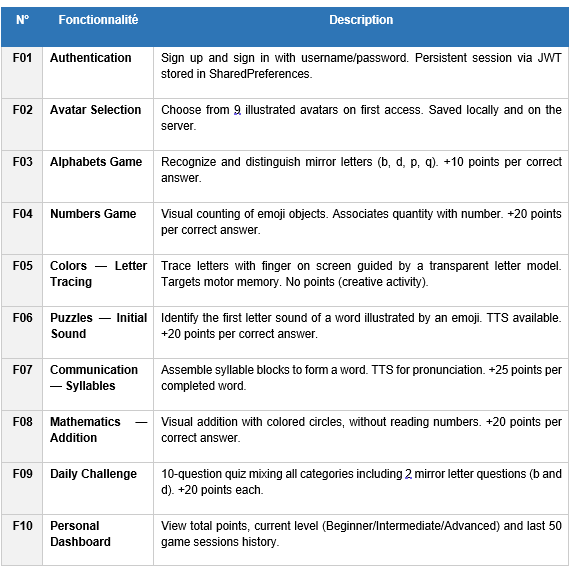 N° Fonctionnalité Description
F01 Authentication Sign up and sign in with username/password. Persistent session via JWT
stored in SharedPreferences.
F02 Avatar Selection Choose from 9 illustrated avatars on first access. Saved locally and on the
server.
F03 Alphabets Game Recognize and distinguish mirror letters (b, d, p, q). +10 points per correct
answer.
F04 Numbers Game Visual counting of emoji objects. Associates quantity with number. +20 points
per correct answer.
F05 Colors — Letter Trace letters with finger on screen guided by a transparent letter model.
Tracing Targets motor memory. No points (creative activity).
F06 Puzzles — Initial Identify the first letter sound of a word illustrated by an emoji. TTS available.
Sound +20 points per correct answer.
F07 Communication Assemble syllable blocks to form a word. TTS for pronunciation. +25 points per
— Syllables completed word.
F08 Mathematics — Visual addition with colored circles, without reading numbers. +20 points per
Addition correct answer.
F09 Daily Challenge 10-question quiz mixing all categories including 2 mirror letter questions (b and
d). +20 points each.
F10 Personal View total points, current level (Beginner/Intermediate/Advanced) and last 50
Dashboard game sessions history.